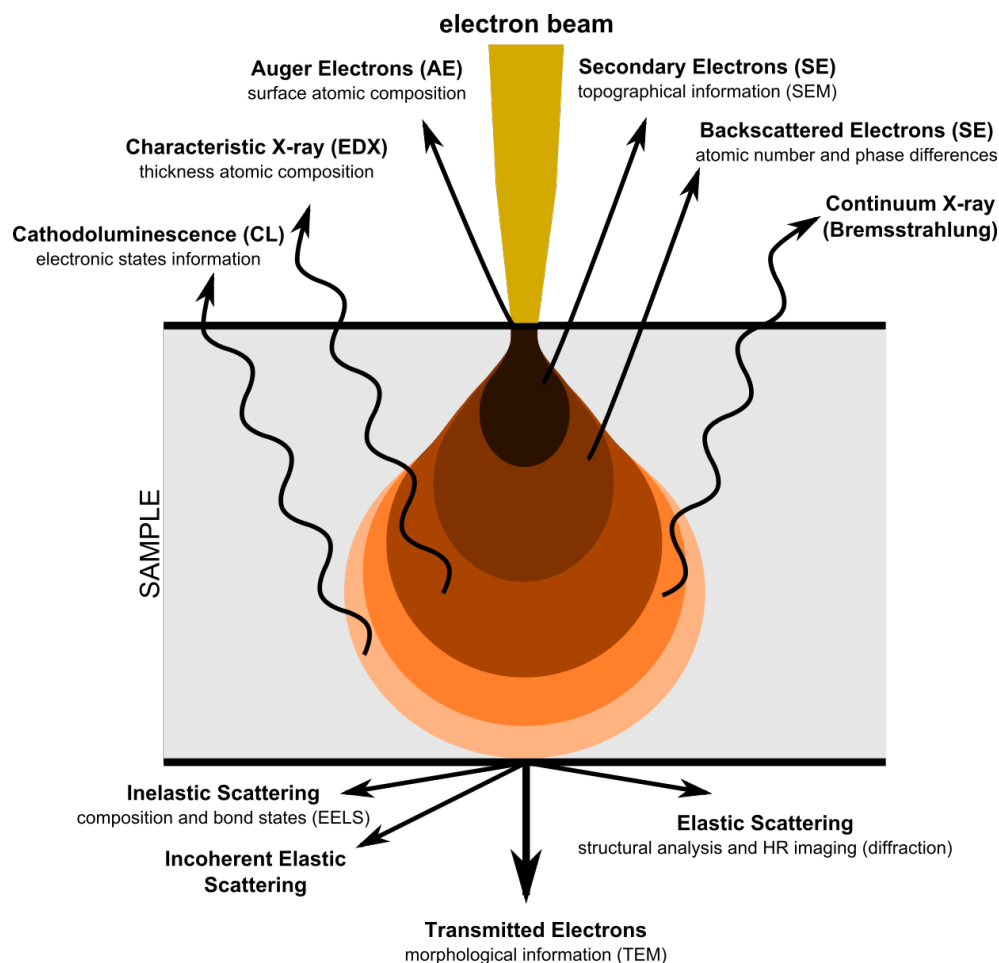 electron beam
Auger Electrons (AE)
surface atomic composition
Secondary Electrons (SE)
topographical information (SEM)
Characteristic X-ray (EDX)
thickness atomic composition
Backscattered Electrons (SE)
atomic number and phase differences
Cathodoluminescence (CL)
electronic states information
Continuum X-ray
(Bremsstrahlung)
SAMPLE
Inelastic Scattering
composition and bond states (EELS)
Incoherent Elastic
Scattering
Elastic Scattering
structural analysis and HR imaging (diffraction)
Transmitted Electrons
morphological information (TEM)